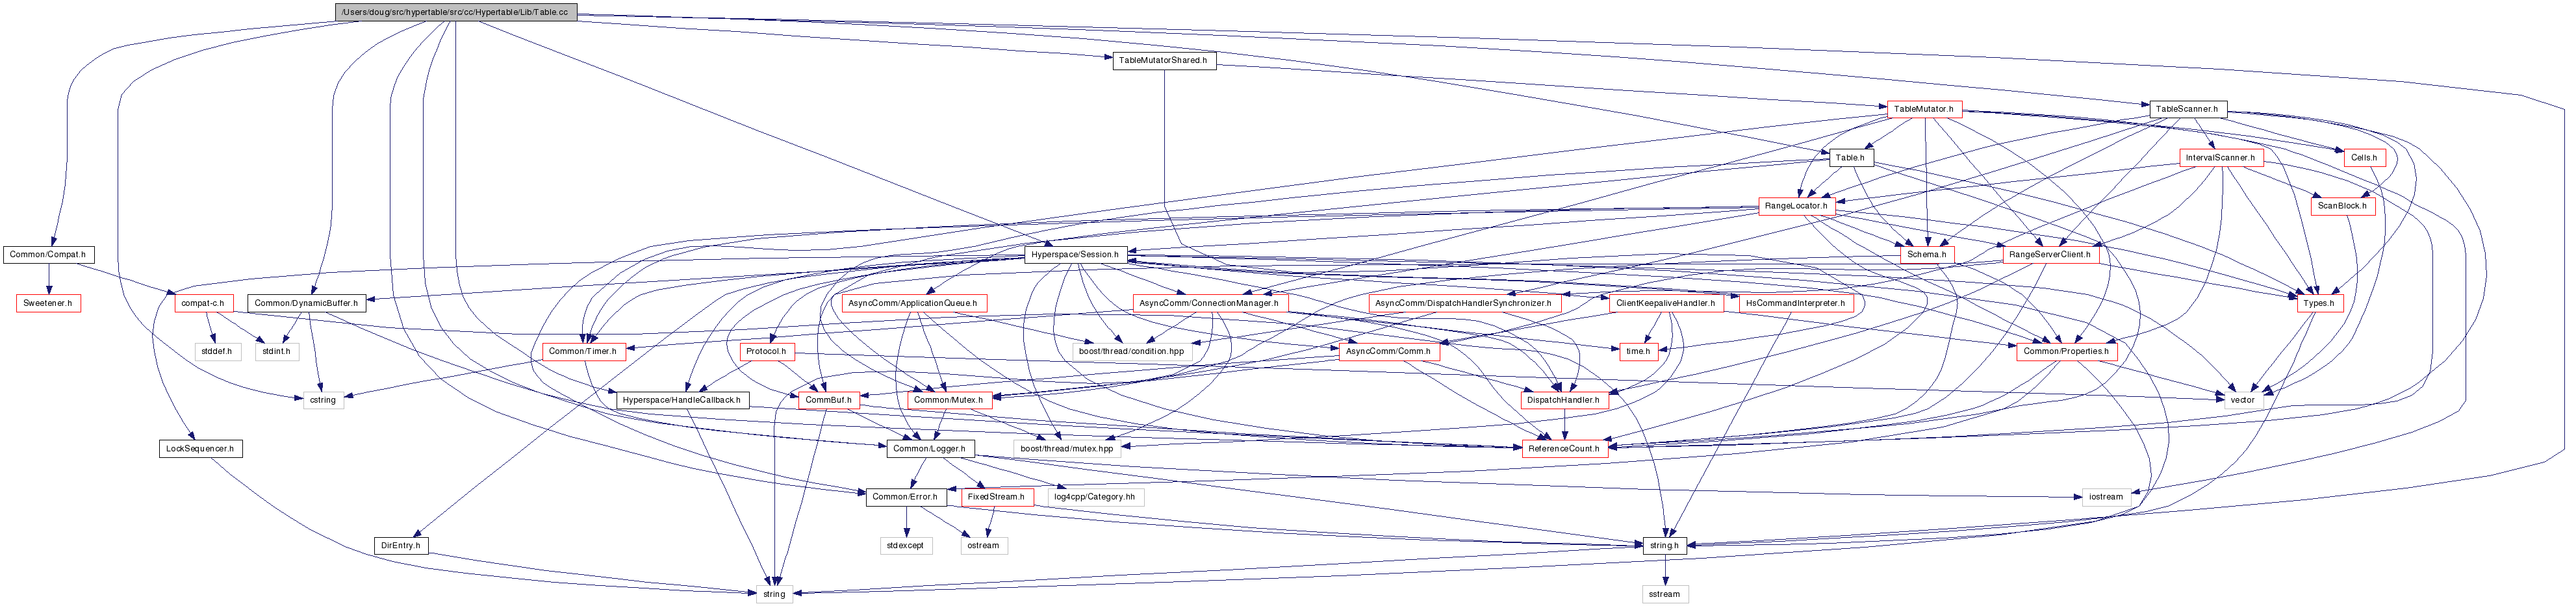 /Users/doug/src/hypertable/src/cc/Hypertable/Lib/Table.cc
TableMutatorShared.h
TableMutator.h
TableScanner.h
Table.h
IntervalScanner.h
Cells.h
RangeLocator.h
ScanBlock.h
Common/Compat.h
Hyperspace/Session.h
Schema.h
RangeServerClient.h
Sweetener.h
compat-c.h
Common/DynamicBuffer.h
AsyncComm/ApplicationQueue.h
AsyncComm/ConnectionManager.h
AsyncComm/DispatchHandlerSynchronizer.h
ClientKeepaliveHandler.h
HsCommandInterpreter.h
Types.h
stddef.h
stdint.h
Common/Timer.h
Protocol.h
boost/thread/condition.hpp
AsyncComm/Comm.h
time.h
Common/Properties.h
cstring
Hyperspace/HandleCallback.h
CommBuf.h
Common/Mutex.h
DispatchHandler.h
vector
LockSequencer.h
Common/Logger.h
boost/thread/mutex.hpp
ReferenceCount.h
Common/Error.h
FixedStream.h
log4cpp/Category.hh
iostream
DirEntry.h
stdexcept
ostream
string.h
string
sstream